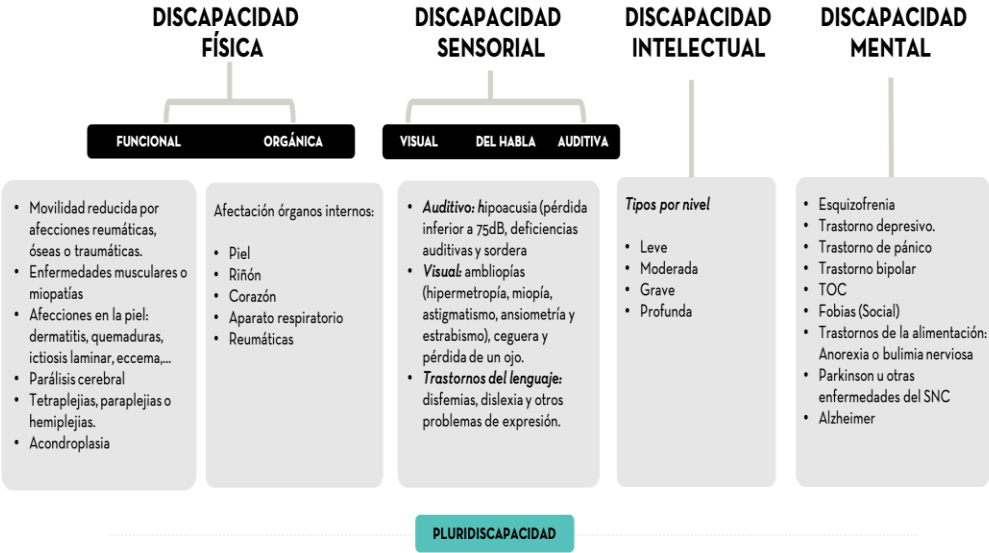 DISCAPACIDAD
FÍSICA
DISCAPACIDAD
SENSORIAL
DISCAPACIDAD
INTELECTUAL
DISCAPACIDAD
MENTAL
FUNCIONAL
ORGÁNICA
VISUAL
DEL HABLA
AUDITIVA
• Movilidad reducida por
afecciones reumáticas,
óseas o traumáticas.
• Enfermedades musculares o
miopatías
• Afecciones en la piel:
dermatitis, quemaduras,
ictiosis laminar, eccema,...
• Parálisis cerebral
• Tetraplejias, paraplejias o
hemiplejias.
• Acondroplasia
Afectación órganos internos:
• Piel
• Riñón
• Corazón
• Aparato respiratorio
• Reumáticas
• Auditivo: hipoacusia (pérdida
inferior a 75dB, deficiencias
auditivas y sordera
• Visual: ambliopías
(hipermetropía, miopía,
astigmatismo, ansiometría y
estrabismo), ceguera y
pérdida de un ojo.
• Trastornos del lenguaje:
disfemias, dislexia y otros
problemas de expresión.
Tipos por nivel
• Leve
• Moderada
• Grave
• Profunda
• Esquizofrenia
• Trastorno depresivo.
• Trastorno de pánico
• Trastorno bipolar
• TOC
• Fobias (Social)
• Trastornos de la alimentación:
Anorexia o bulimia nerviosa
• Parkinson u otras
enfermedades del SNC
• Alzheimer
PLURIDISCAPACIDAD